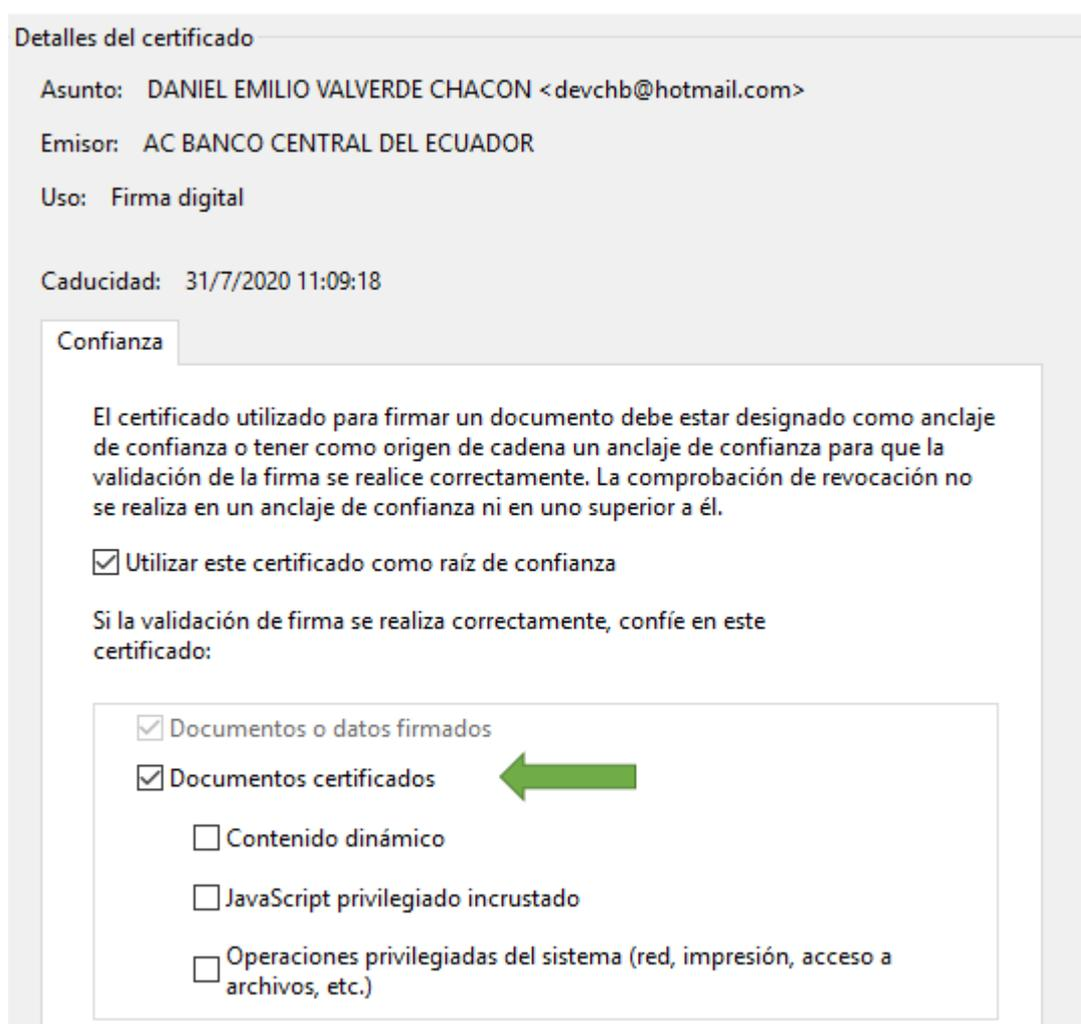 Detalles del certificado
Asunto: DANIEL EMILIO VALVERDE CHACON <devchb@hotmail.com>
Emisor: AC BANCO CENTRAL DEL ECUADOR
Uso: Firma digital
Caducidad: 31/7/2020 11:09:18
Confianza
El certificado utilizado para firmar un documento debe estar designado como anclaje
de confianza o tener como origen de cadena un anclaje de confianza para que la
validación de la firma se realice correctamente. La comprobación de revocación no
se realiza en un anclaje de confianza ni en uno superior a él.
Utilizar este certificado como raíz de confianza
Si la validación de firma se realiza correctamente, confíe en este
certificado:
Documentos o datos firmados
Documentos certificados
Contenido dinámico
JavaScript privilegiado incrustado
Operaciones privilegiadas del sistema (red, impresión, acceso a
archivos, etc.)